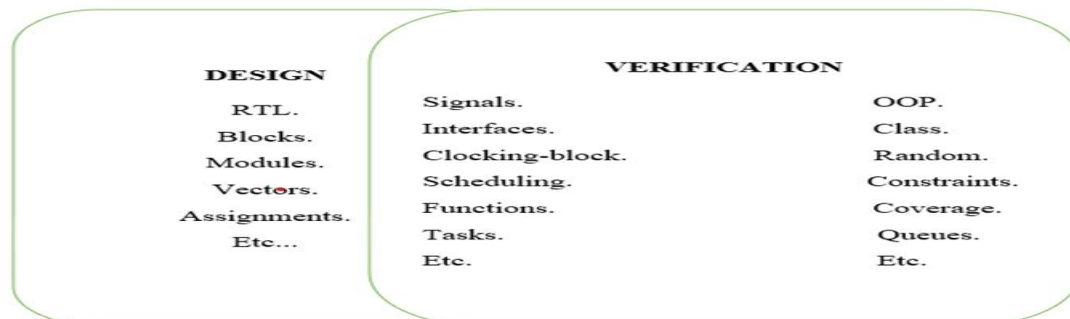 DESIGN
RTL.
Blocks.
Modules.
Vectors.
Assignments.
Etc...
VERIFICATION
Signals.
Interfaces.
Clocking-block.
Scheduling.
Functions.
Tasks.
Etc.
OOP.
Class.
Random.
Constraints.
Coverage.
Queues.
Etc.